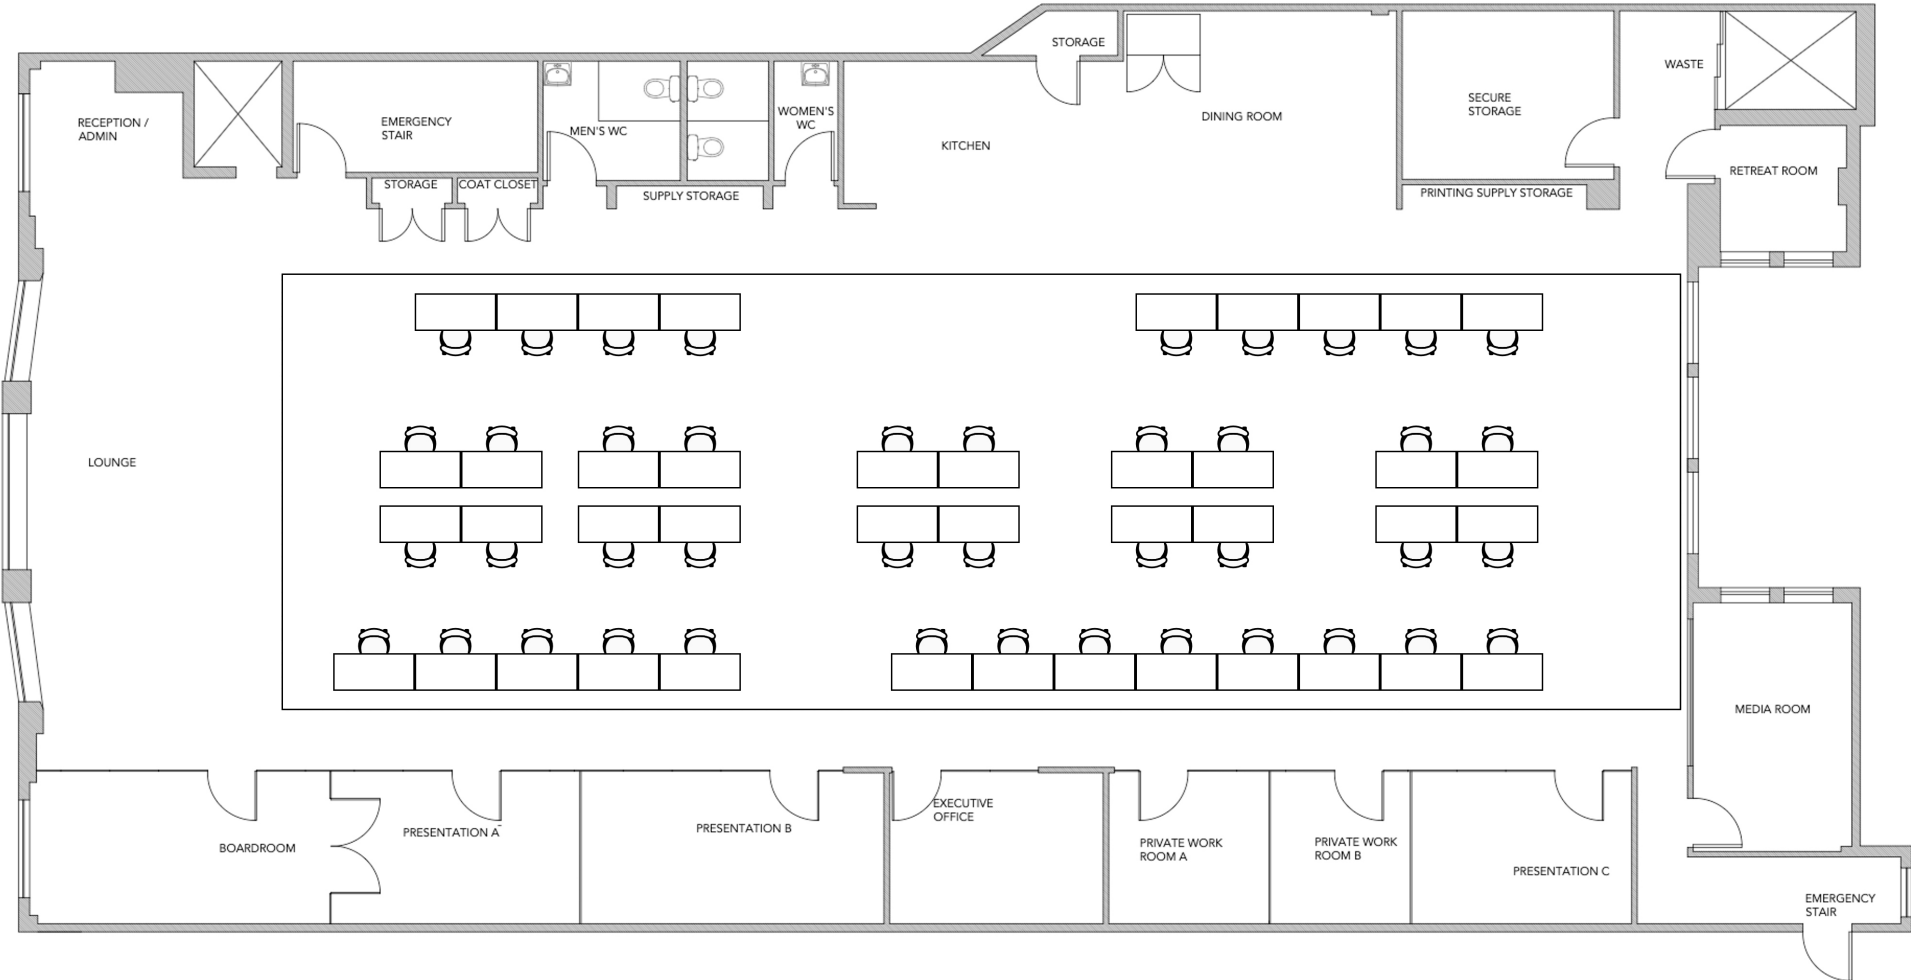 STORAGE
WASTE
SECURE
STORAGE
RECEPTION /
ADMIN
EMERGENCY
STAIR
MEN'S WC
WOMEN'S
WC
DINING ROOM
KITCHEN
RETREAT ROOM
STORAGE
COAT CLOSET
SUPPLY STORAGE
PRINTING SUPPLY STORAGE
LOUNGE
MEDIA ROOM
BOARDROOM
PRESENTATION A
PRESENTATION B
EXECUTIVE
OFFICE
PRIVATE WORK
ROOM A
PRIVATE WORK
ROOM B
PRESENTATION C
EMERGENCY
STAIR